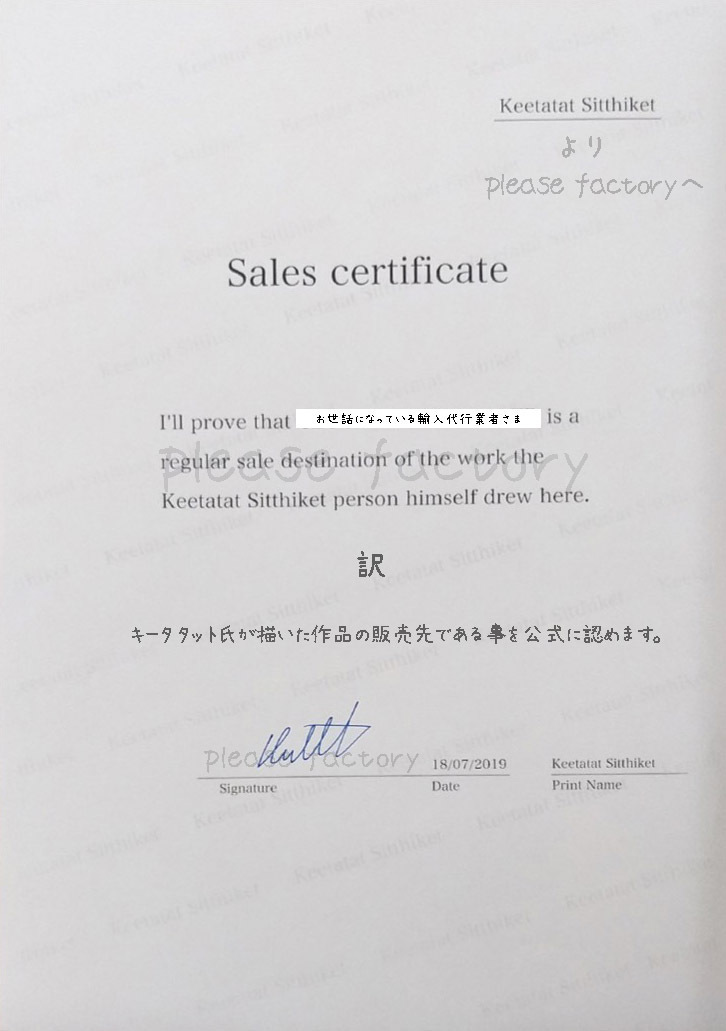 Keetatat Sitthiket
より
please factoryへ
Sales certificate
I'll prove that お世話になっている輸入代行業者さま is a
regular sale destination of the work the
please factory
Keetatat Sitthiket person himself drew here.
訳
キータタット氏が描いた作品の販売先である事を公式に認めます。
please factory
18/07/2019
Keetatat Sitthiket
Signature
Date
Print Name